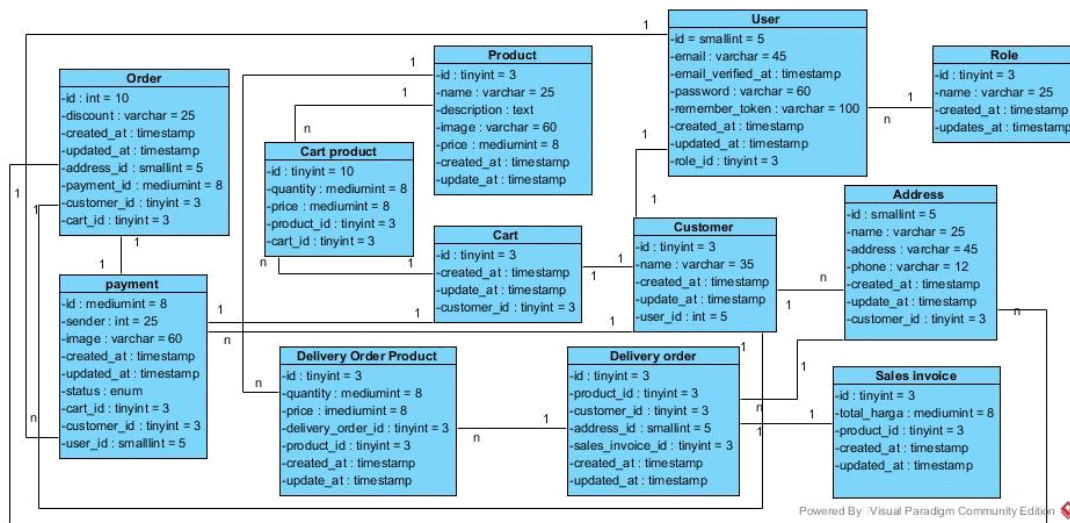 User
-id = smallint = 5
-email : varchar = 45
-email_verified_at : timestamp
-password : varchar = 60
-remember_token : varchar = 100
-created_at : timestamp
-updated_at : timestamp
-role_id : tinyint = 3
Role
-id : tinyint = 3
-name : varchar = 25
-created_at : timestamp
-updates_at : timestamp
Product
-id : tinyint = 3
-name : varchar = 25
-description : text
-image : varchar = 60
-price : mediumint = 8
-created_at : timestamp
-update_at : timestamp
Order
-id : int = 10
-discount : varchar = 25
-created_at : timestamp
-updated_at : timestamp
-address_id : smallint = 5
-payment_id : mediumint = 8
-customer_id : tinyint = 3
-cart_id : tinyint = 3
Cart product
-id : tinyint = 10
-quantity : mediumint = 8
-price : mediumint = 8
-product_id : tinyint = 3
-cart_id : tinyint = 3
Address
-id : smallint = 5
-name : varchar = 25
-address : varchar = 45
-phone : varchar = 12
-created_at : timestamp
-update_at : timestamp
-customer_id : tinyint = 3
Cart
-id : tinyint = 3
-created_at : timestamp
-update_at : timestamp
-customer_id : tinyint = 3
Customer
-id : tinyint = 3
-name : varchar = 35
-created_at : timestamp
-update_at : timestamp
-user_id : int = 5
payment
-id : mediumint = 8
-sender : int = 25
-image : varchar = 60
-created_at : timestamp
-updated_at : timestamp
-status : enum
-cart_id : tinyint = 3
-customer_id : tinyint = 3
-user_id : smalllint = 5
Delivery Order Product
-id : tinyint = 3
-quantity : mediumint = 8
-price : imediumint = 8
-delivery_order_id : tinyint = 3
-product_id : tinyint = 3
-created_at : timestamp
-update_at : timestamp
Delivery order
-id : tinyint = 3
-product_id : tinyint = 3
-customer_id : tinyint = 3
-address_id : smallint = 5
-sales_invoice_id : tinyint = 3
-created_at : timestamp
-updated_at : timestamp
Sales invoice
-id : tinyint = 3
-total_harga : mediumint = 8
-product_id : tinyint = 3
-created_at : timestamp
-updated_at : timestamp
1
1
1
1
n
1
n
1
1
1
1
n
1
1
1
n
1
1
1
1
1
n
1
n
n
1
1
n
1
1
1
n
n
1
Powered By Visual Paradigm Community Edition